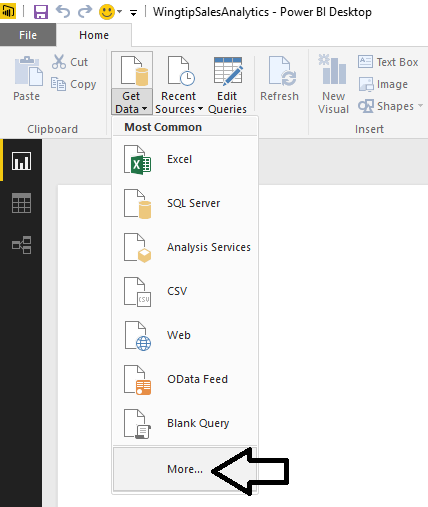 WingtipSalesAnalytics - Power BI Desktop
File
Home
Paste
Cut
Copy
Clipboard
Get
Data
Recent
Sources
Edit
Queries
Refresh
New
Visual
Text Box
Image
Shapes
Insert
Most Common
Excel
SQL Server
Analysis Services
CSV
CSV
Web
OData Feed
Blank Query
More...